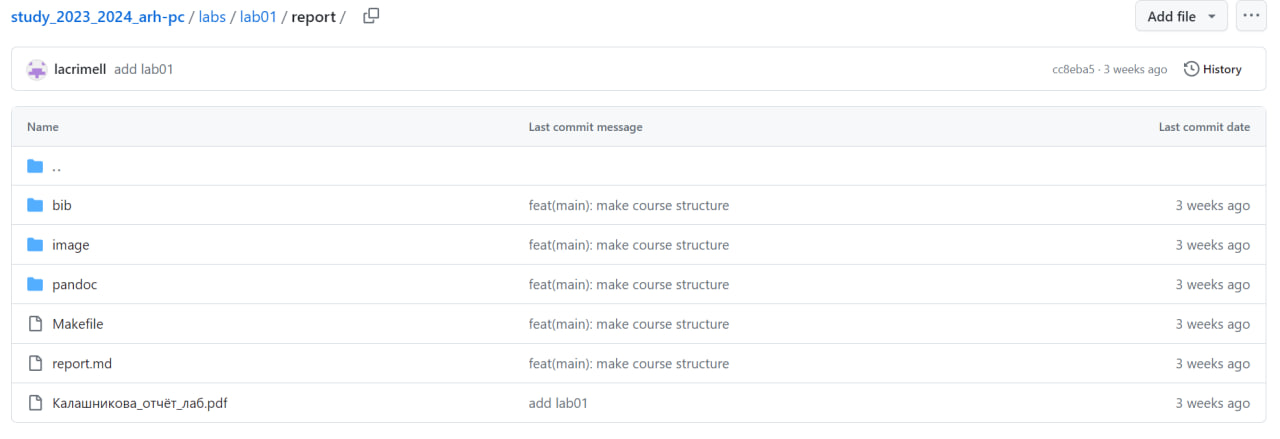 study_2023_2024_arh-pc / labs / lab01 / report / Add file ...
lacrimell add lab01 cc8eba5 · 3 weeks ago History
Name Last commit message Last commit date
..
bib feat(main): make course structure 3 weeks ago
image feat(main): make course structure 3 weeks ago
pandoc feat(main): make course structure 3 weeks ago
Makefile feat(main): make course structure 3 weeks ago
report.md feat(main): make course structure 3 weeks ago
Калашникова_отчёт_лаб.pdf add lab01 3 weeks ago